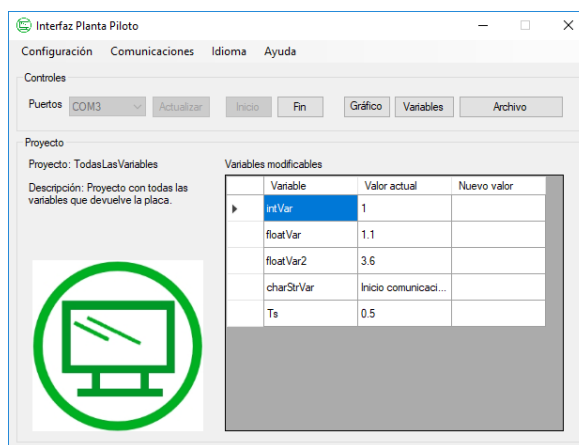 Interfaz Planta Piloto
Configuración Comunicaciones Idioma Ayuda
Controles
Puertos COM3 Actualizar Inicio Fin Gráfico Variables Archivo
Proyecto
Proyecto: TodasLasVariables
Descripción: Proyecto con todas las
variables que devuelve la placa.
Variables modificables
Variable Valor actual Nuevo valor
intVar 1
floatVar 1.1
floatVar2 3.6
charStrVar Inicio comunicaci...
Ts 0.5